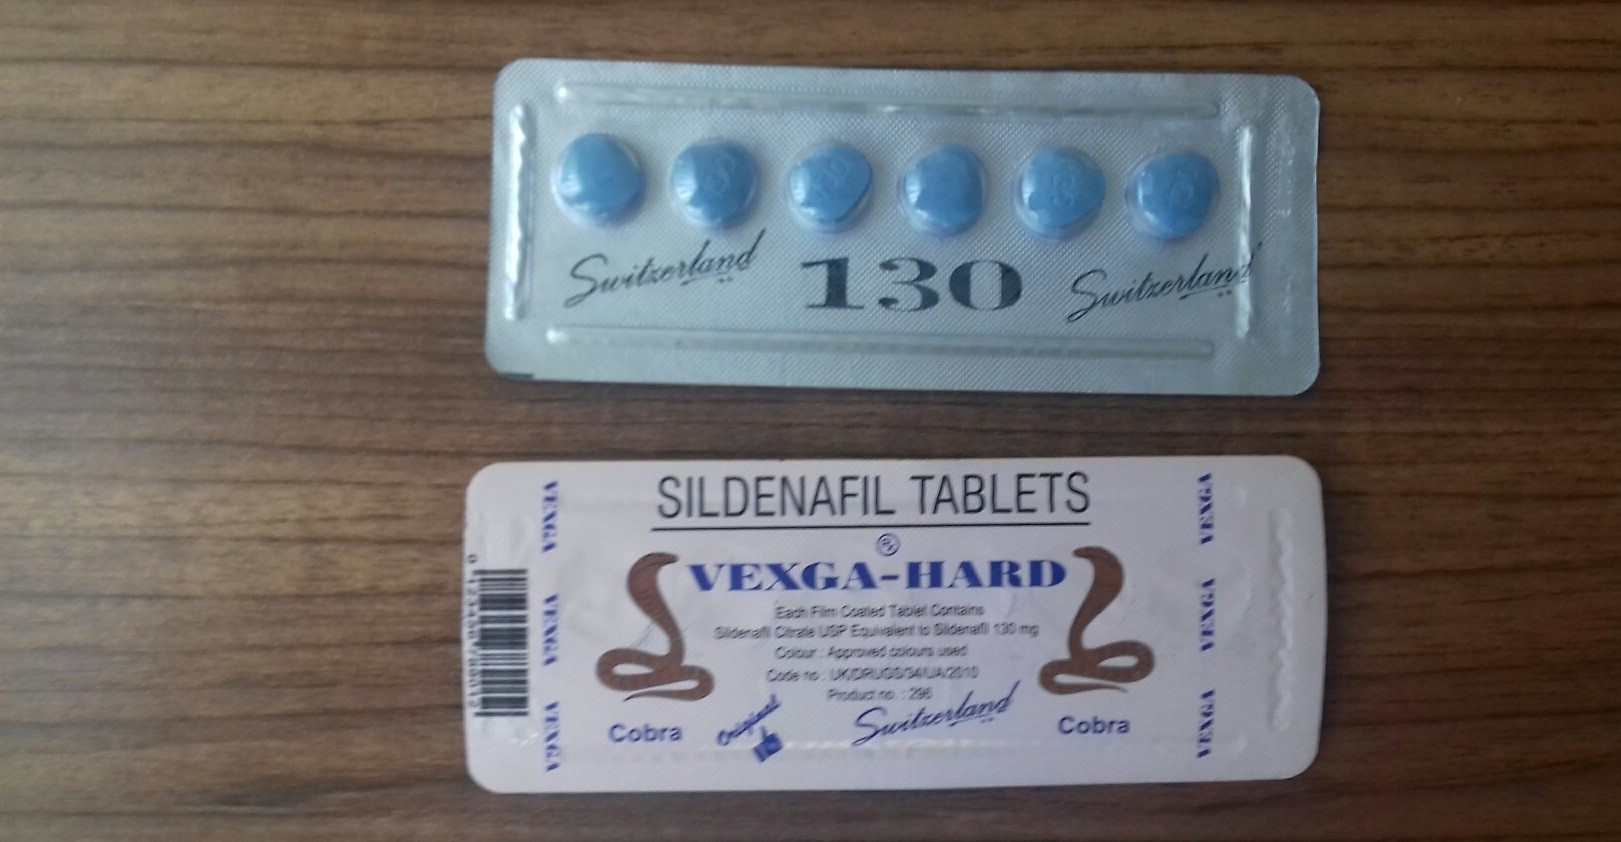 Switzerland
130
Switzerland
SILDENAFIL TABLETS
Rx
VEXGA-HARD
Each Film Coated Tablet Contains
Sildenafil Citrate USP Equivalent to Sildenafil 130 mg
Colour : Approved colours used
Code no : UK/DRUGS/34/UA/2010
Product no. : 296
Original
Switzerland
Cobra
Cobra
VEXGA
VEXGA
VEXGA
VEXGA
VEXGA
VEXGA